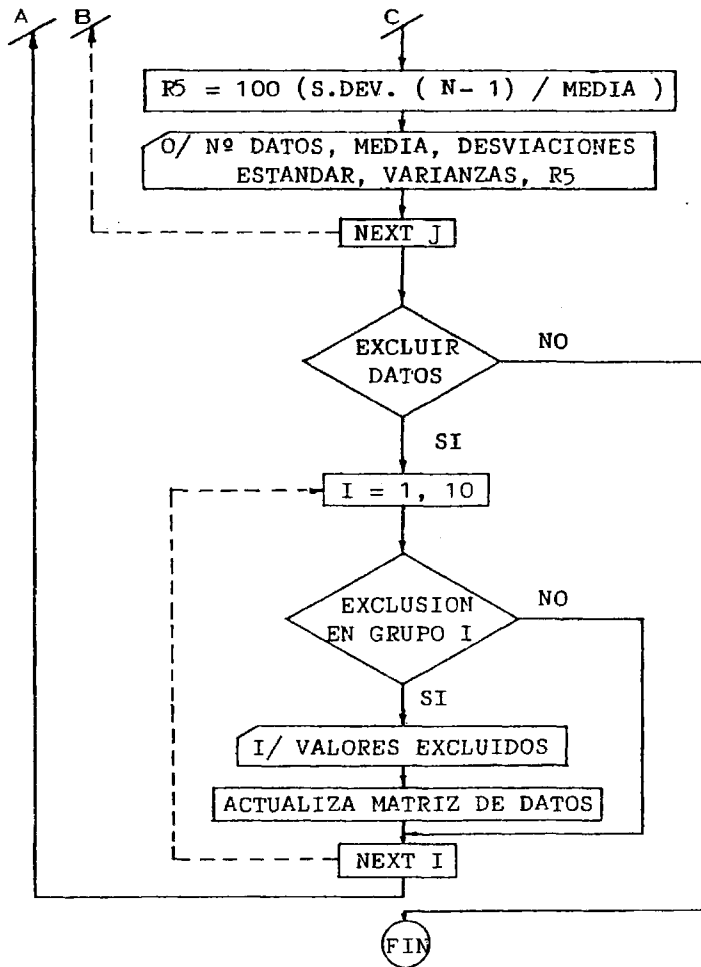 A B C
R5 = 100 (S.DEV. ( N- 1) / MEDIA )
O/ Nº DATOS, MEDIA, DESVIACIONES
ESTANDAR, VARIANZAS, R5
NEXT J
EXCLUIR
DATOS
NO
SI
I = 1, 10
EXCLUSION
EN GRUPO I
NO
SI
I/ VALORES EXCLUIDOS
ACTUALIZA MATRIZ DE DATOS
NEXT I
FIN